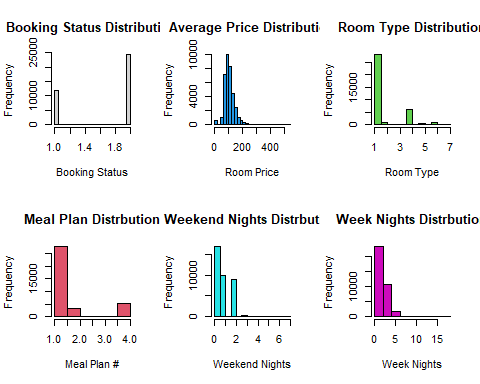 Booking Status Distributi
Average Price Distributi
Room Type Distribution
Frequency
0 10000 25000
1.0 1.4 1.8
Booking Status
Frequency
0 4000 10000
0 200 400
Room Price
Frequency
0 15000
1 3 5 7
Room Type
Meal Plan Distrbution
Weekend Nights Distrbut
Week Nights Distrbutio
Frequency
0 15000
1.0 2.0 3.0 4.0
Meal Plan #
Frequency
0 10000
0 2 4 6
Weekend Nights
Frequency
0 10000
0 5 10 15
Week Nights